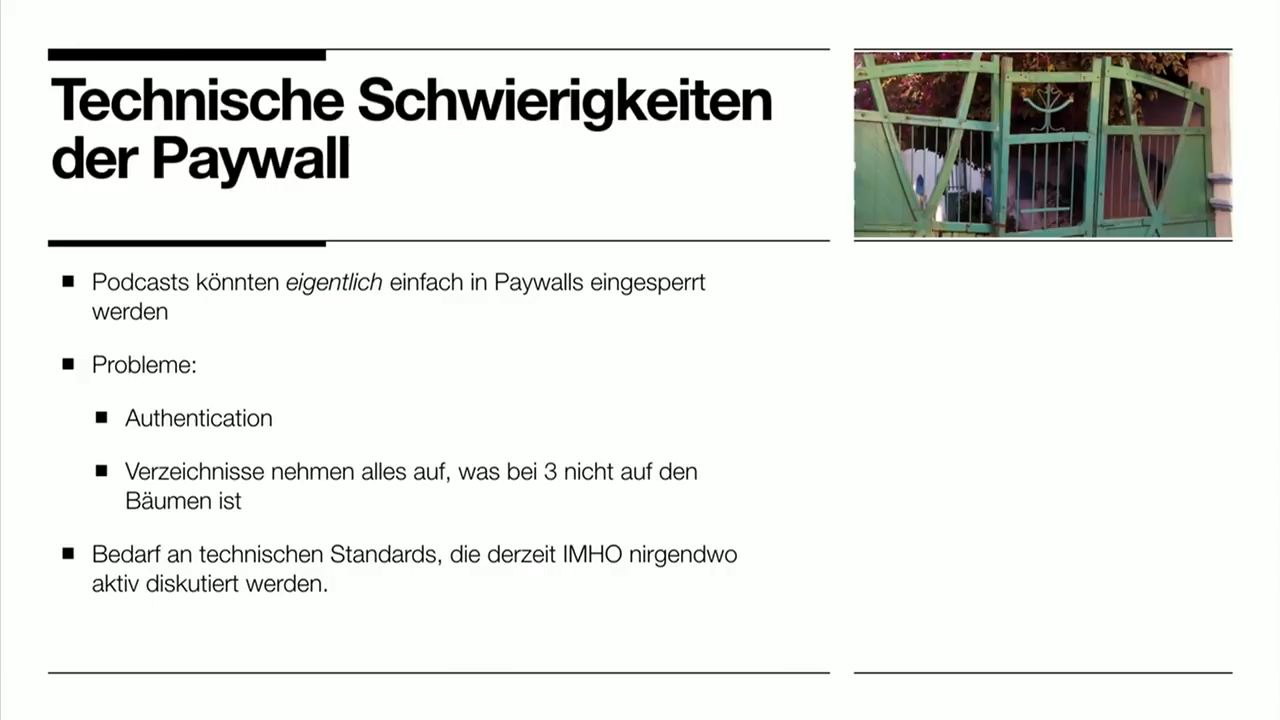 Technische Schwierigkeiten
der Paywall
Podcasts könnten eigentlich einfach in Paywalls eingesperrt
werden
Probleme:
Authentication
Verzeichnisse nehmen alles auf, was bei 3 nicht auf den
Bäumen ist
Bedarf an technischen Standards, die derzeit IMHO nirgendwo
aktiv diskutiert werden.